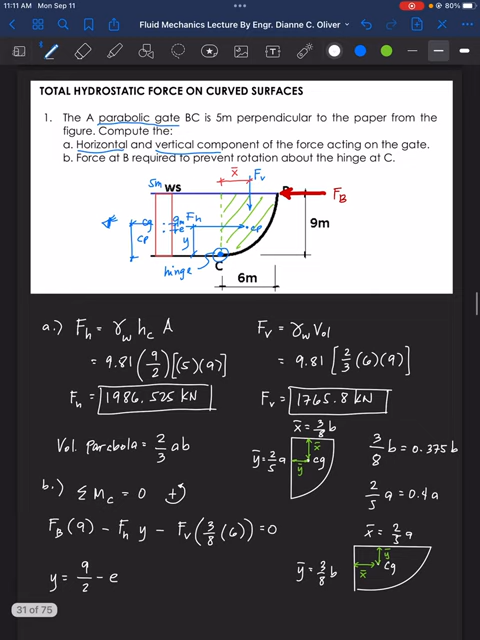 11:11 AM Mon Sep 11
80%
Fluid Mechanics Lecture By Engr. Dianne C. Oliver
TOTAL HYDROSTATIC FORCE ON CURVED SURFACES
1. The A parabolic gate BC is 5m perpendicular to the paper from the
figure. Compute the:
a. Horizontal and vertical component of the force acting on the gate.
b. Force at B required to prevent rotation about the hinge at C.
x̄ Fv
5m WS
FB
cg 9m Fh
cp e y cp
9m
hinge C
6m
a.) Fh = γw hc A
= 9.81 (9/2) [(5)(9)]
Fh = 1986.525 KN
Fv = γw Vol
= 9.81 [2/3 (6)(9)]
Fv = 1765.8 KN
Vol. Parabola = 2/3 ab
x̄ = 3/8 b
x̄
ȳ = 2/5 a
cg
ȳ
3/8 b = 0.375 b
2/5 a = 0.4 a
b.) ΣMc = 0 +
FB (9) - Fh y - Fv (3/8 (6)) = 0
y = 9/2 - e
x̄ = 2/5 a
ȳ
x̄ cg
ȳ = 3/8 b
31 of 75